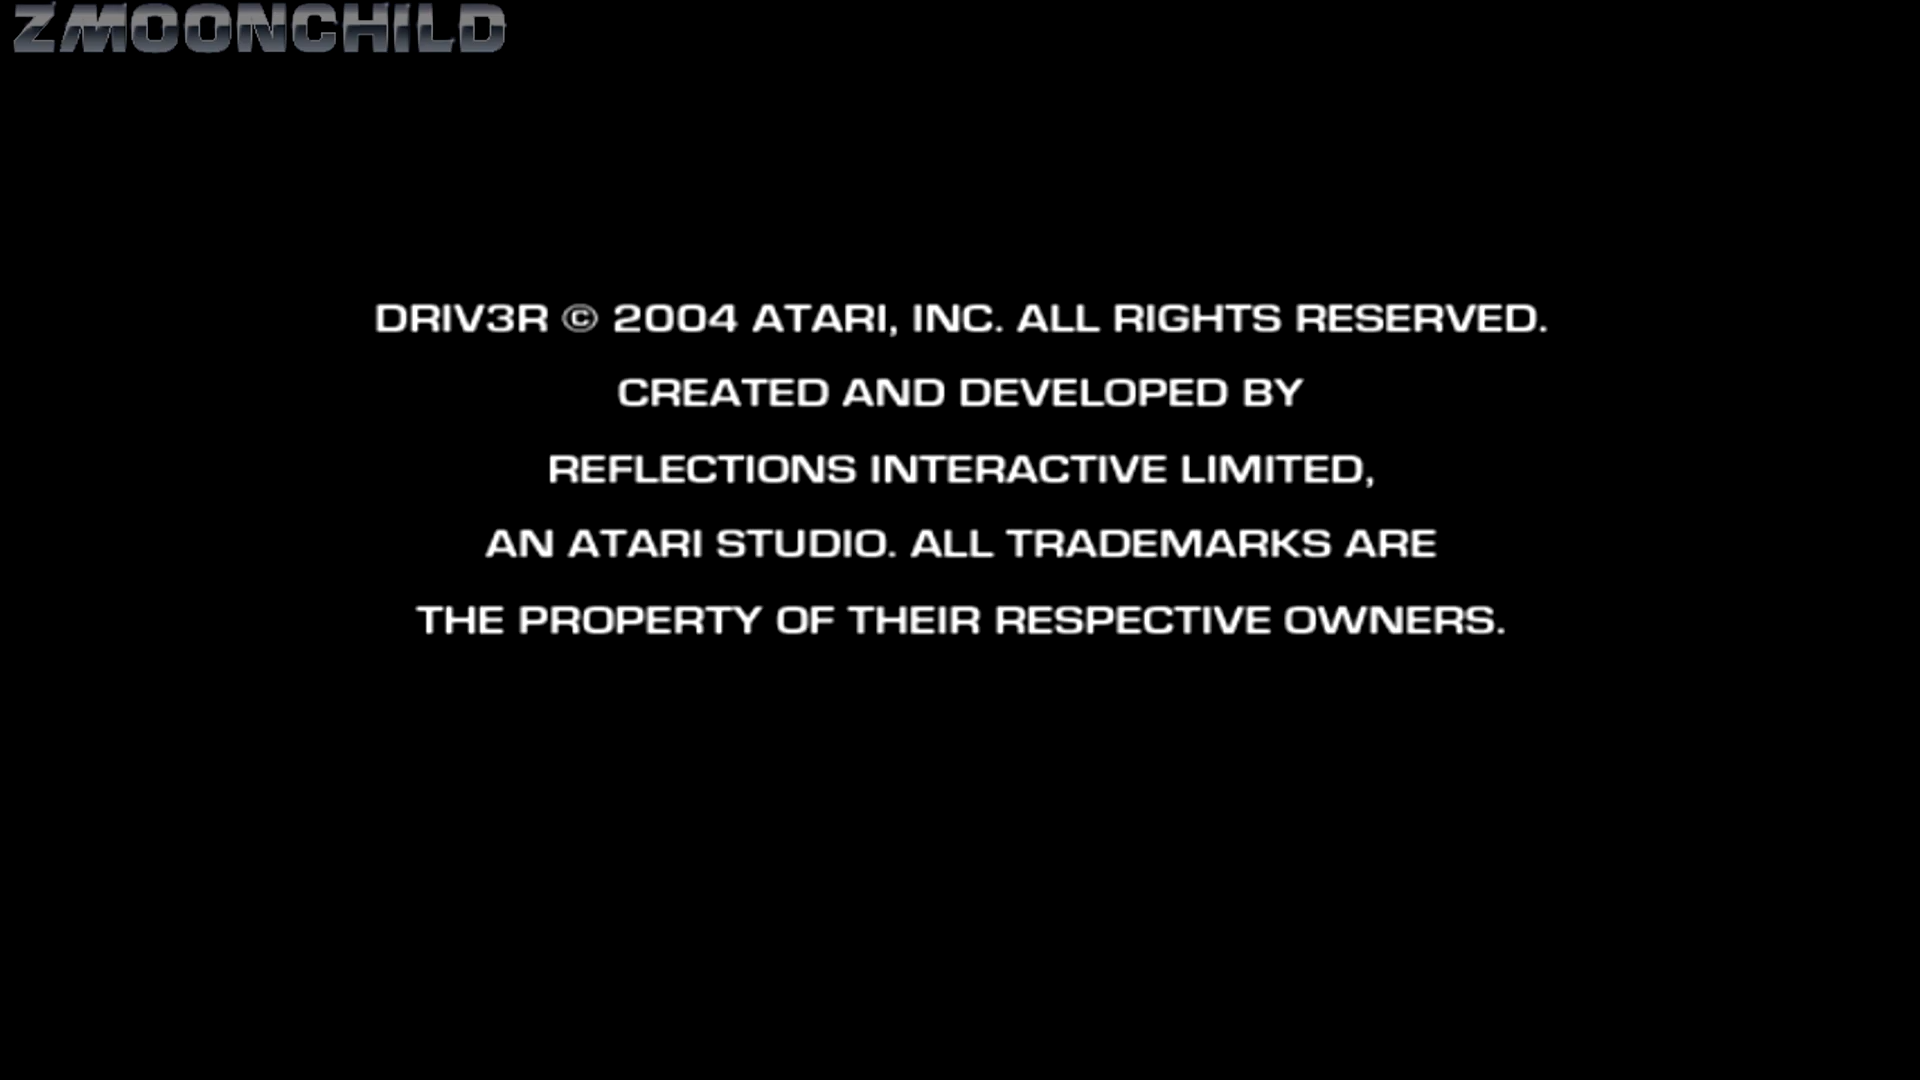 ZMOONCHILD
DRIV3R © 2004 ATARI, INC. ALL RIGHTS RESERVED.
CREATED AND DEVELOPED BY
REFLECTIONS INTERACTIVE LIMITED,
AN ATARI STUDIO. ALL TRADEMARKS ARE
THE PROPERTY OF THEIR RESPECTIVE OWNERS.